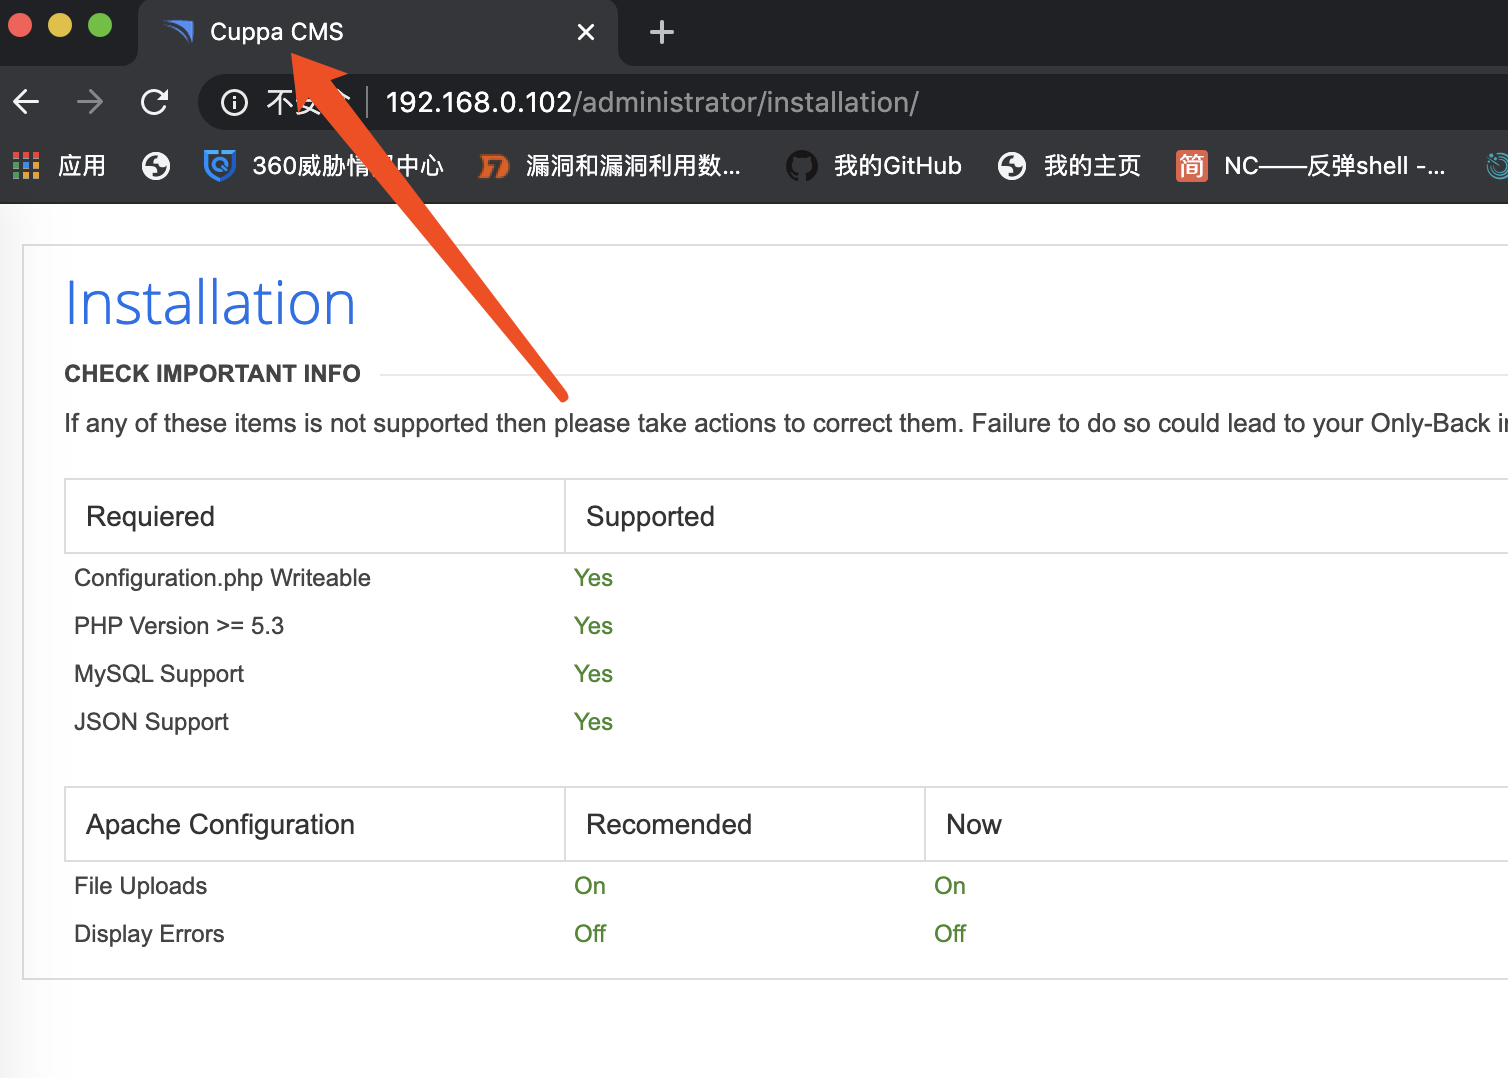 Cuppa CMS
192.168.0.102/administrator/installation/
应用
360威胁情 中心
漏洞和漏洞利用数...
我的GitHub
我的主页
简 NC——反弹shell -...
Installation
CHECK IMPORTANT INFO
If any of these items is not supported then please take actions to correct them. Failure to do so could lead to your Only-Back
Requiered Supported
Configuration.php Writeable Yes
PHP Version >= 5.3 Yes
MySQL Support Yes
JSON Support Yes
Apache Configuration Recomended Now
File Uploads On On
Display Errors Off Off